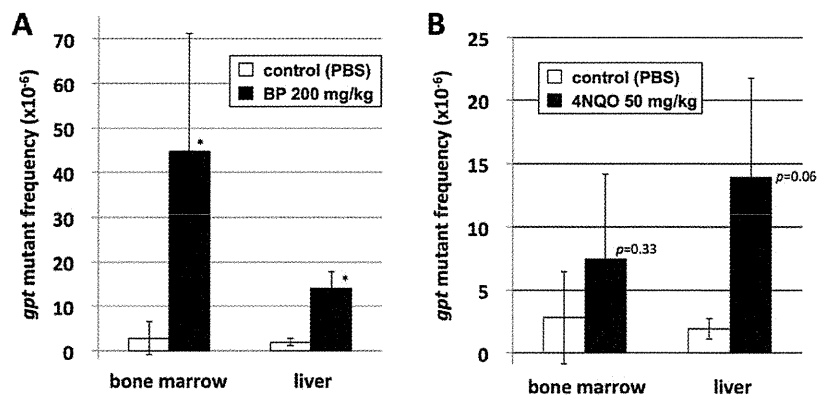 A
gpt mutant frequency (x10⁻⁶)
70
60
50
40
30
20
10
0
control (PBS)
BP 200 mg/kg
*
*
bone marrow
liver
B
gpt mutant frequency (x10⁻⁶)
25
20
15
10
5
0
control (PBS)
4NQO 50 mg/kg
p=0.33
p=0.06
bone marrow
liver